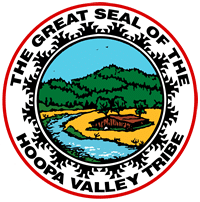 THE GREAT SEAL OF THE
HOOPA VALLEY TRIBE